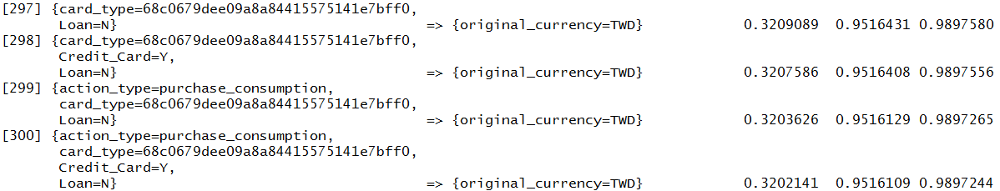 [297] {card_type=68c0679dee09a8a84415575141e7bff0,
Loan=N} => {original_currency=TWD} 0.3209089 0.9516431 0.9897580
[298] {card_type=68c0679dee09a8a84415575141e7bff0,
Credit_Card=Y,
Loan=N} => {original_currency=TWD} 0.3207586 0.9516408 0.9897556
[299] {action_type=purchase_consumption,
card_type=68c0679dee09a8a84415575141e7bff0,
Loan=N} => {original_currency=TWD} 0.3203626 0.9516129 0.9897265
[300] {action_type=purchase_consumption,
card_type=68c0679dee09a8a84415575141e7bff0,
Credit_Card=Y,
Loan=N} => {original_currency=TWD} 0.3202141 0.9516109 0.9897244